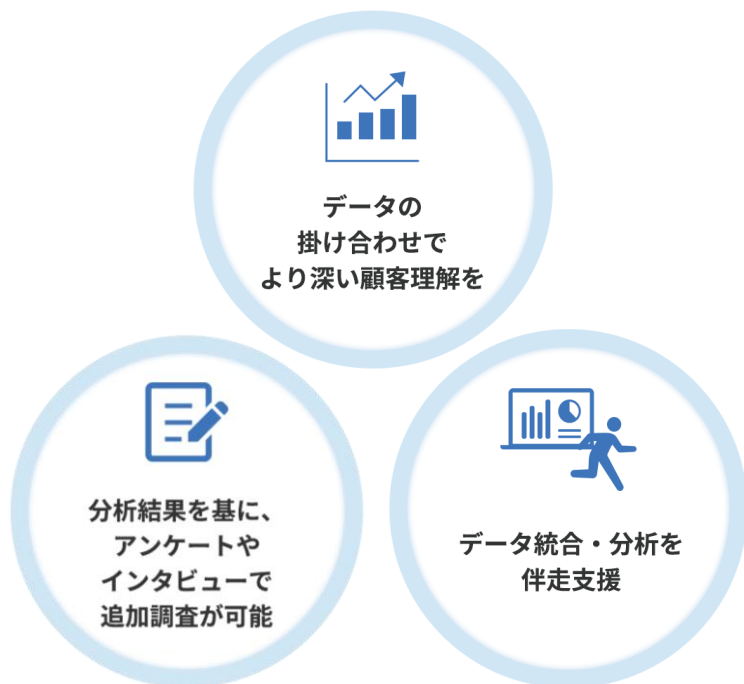 データの
掛け合わせで
より深い顧客理解を
分析結果を基に、
アンケートや
インタビューで
追加調査が可能
データ統合・分析を
伴走支援